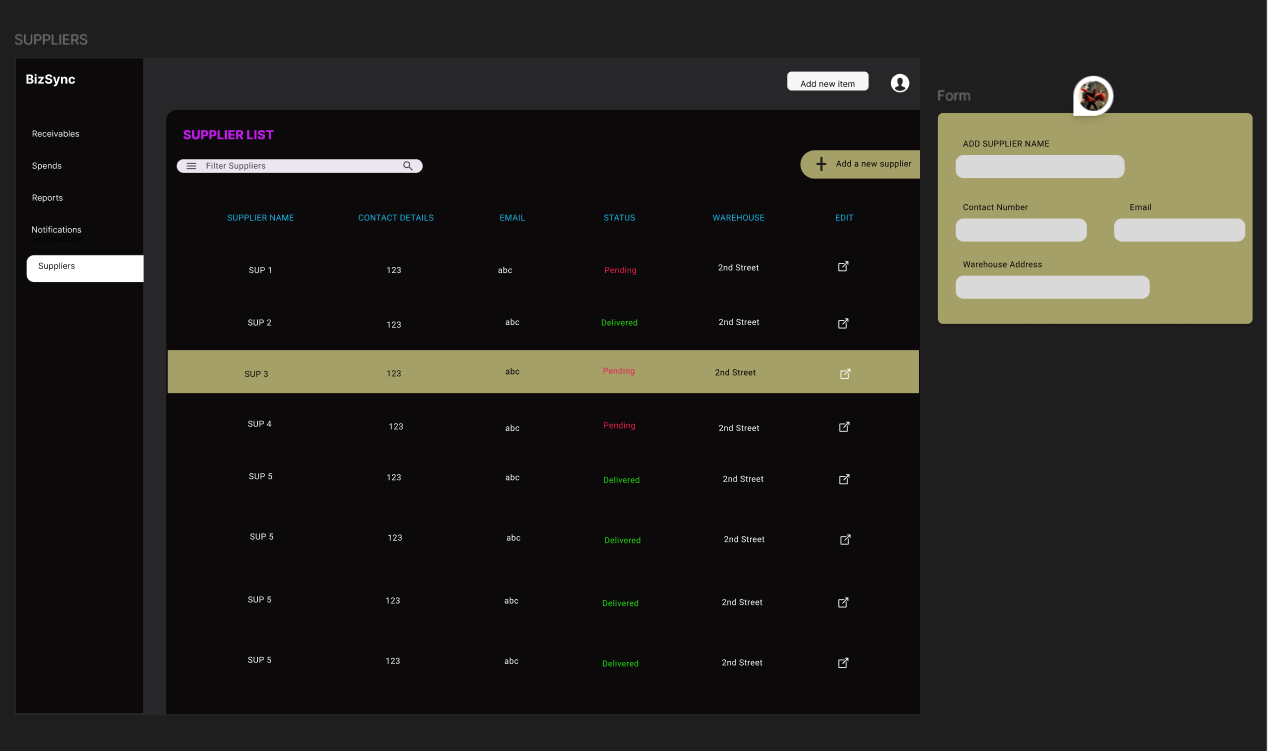 SUPPLIERS
BizSync
Add new item
Form
Receivables
Spends
Reports
Notifications
Suppliers
SUPPLIER LIST
Filter Suppliers
Add a new supplier
SUPPLIER NAME CONTACT DETAILS EMAIL STATUS WAREHOUSE EDIT
SUP 1 123 abc Pending 2nd Street
SUP 2 123 abc Delivered 2nd Street
SUP 3 123 abc Pending 2nd Street
SUP 4 123 abc Pending 2nd Street
SUP 5 123 abc Delivered 2nd Street
SUP 5 123 abc Delivered 2nd Street
SUP 5 123 abc Delivered 2nd Street
SUP 5 123 abc Delivered 2nd Street
ADD SUPPLIER NAME
Contact Number Email
Warehouse Address